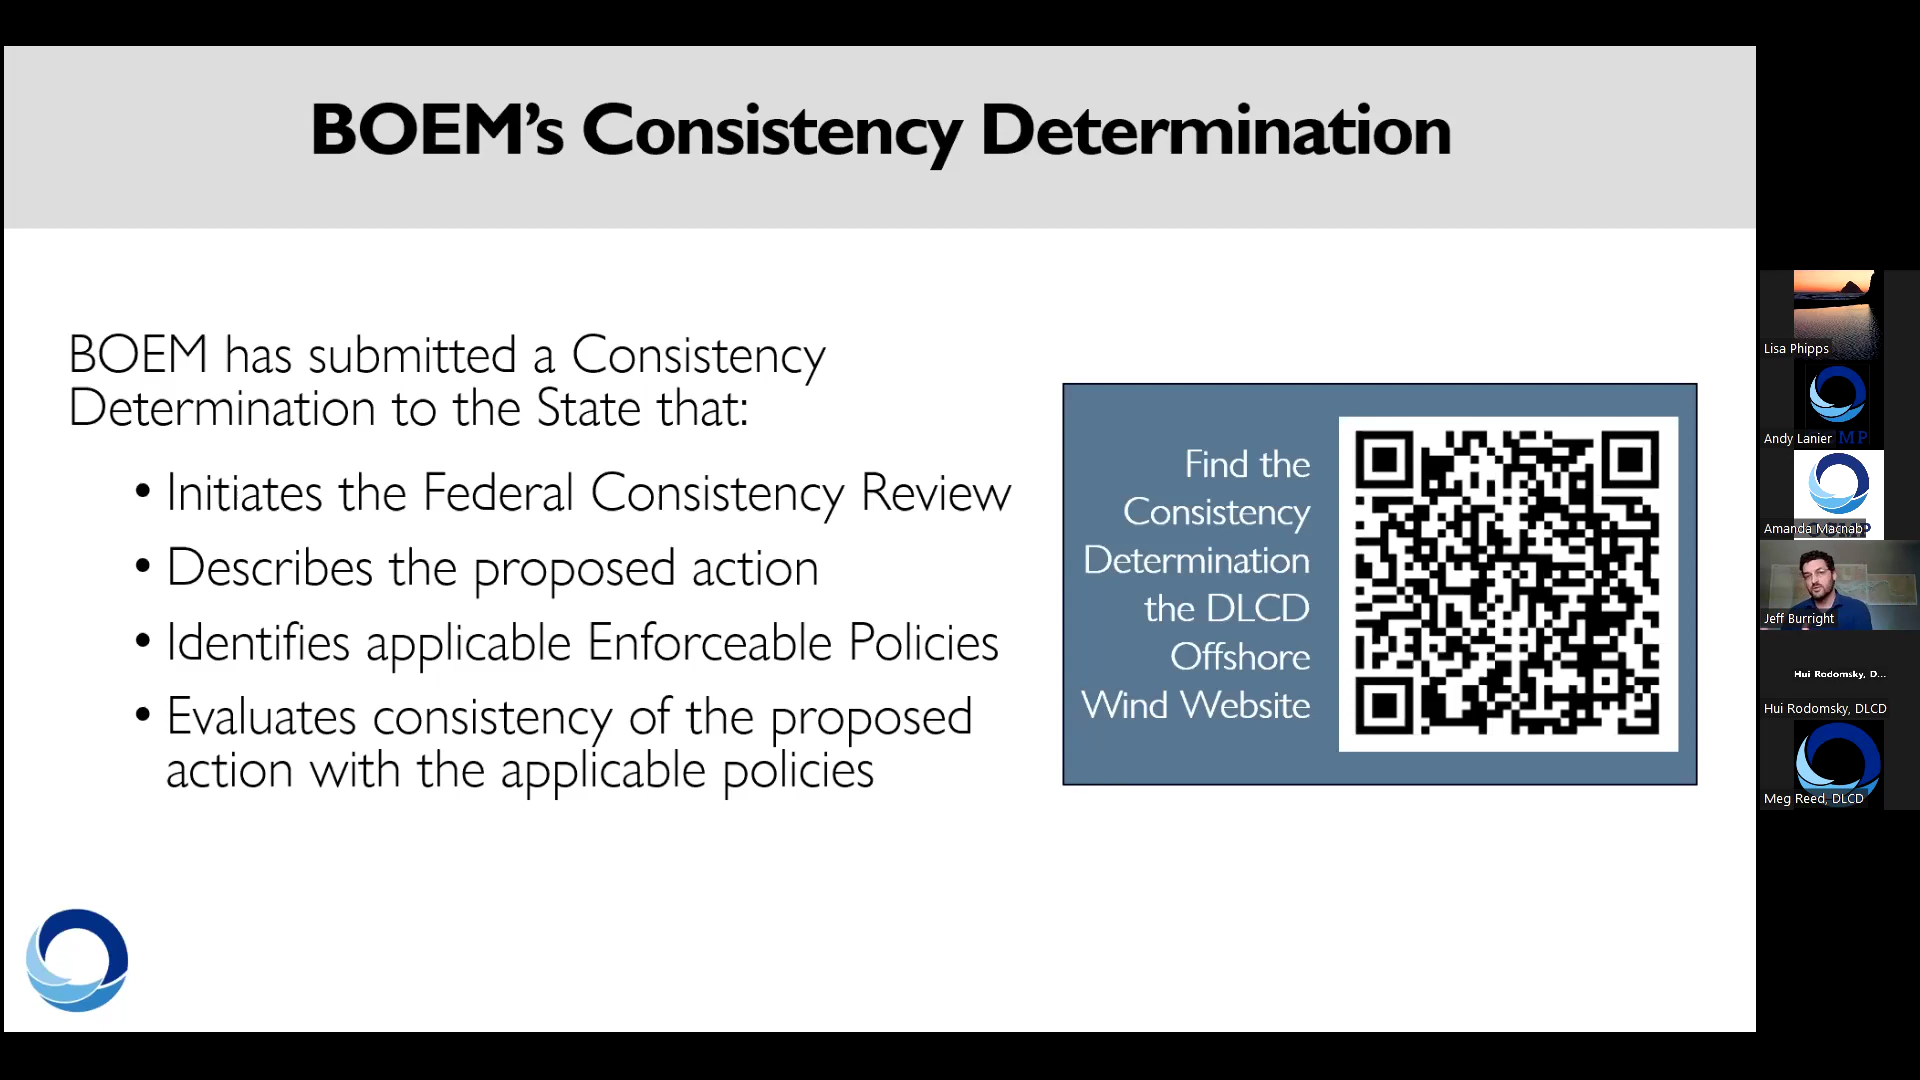 BOEM’s Consistency Determination
BOEM has submitted a Consistency
Determination to the State that:
• Initiates the Federal Consistency Review
• Describes the proposed action
• Identifies applicable Enforceable Policies
• Evaluates consistency of the proposed
action with the applicable policies
Find the
Consistency
Determination
the DLCD
Offshore
Wind Website
Lisa Phipps
Andy Lanier
MP
Amanda Macnab
Jeff Burright
Hui Rodomsky, D...
Hui Rodomsky, DLCD
Meg Reed, DLCD